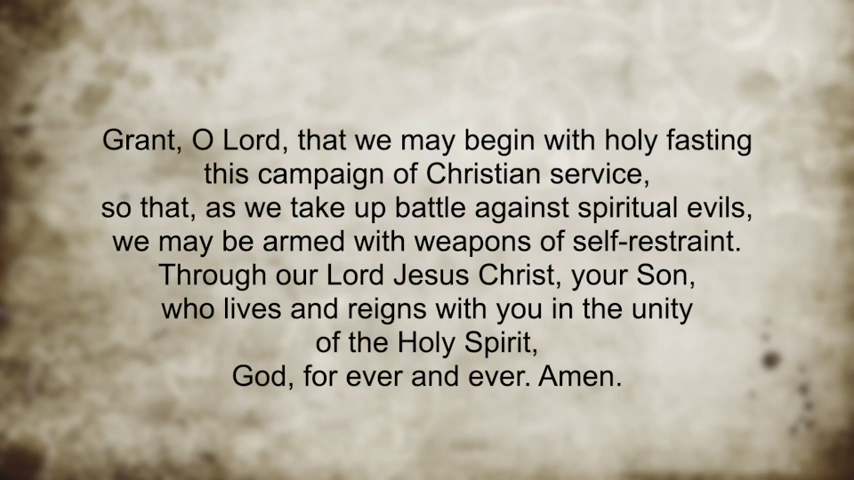 Grant, O Lord, that we may begin with holy fasting
this campaign of Christian service,
so that, as we take up battle against spiritual evils,
we may be armed with weapons of self-restraint.
Through our Lord Jesus Christ, your Son,
who lives and reigns with you in the unity
of the Holy Spirit,
God, for ever and ever. Amen.